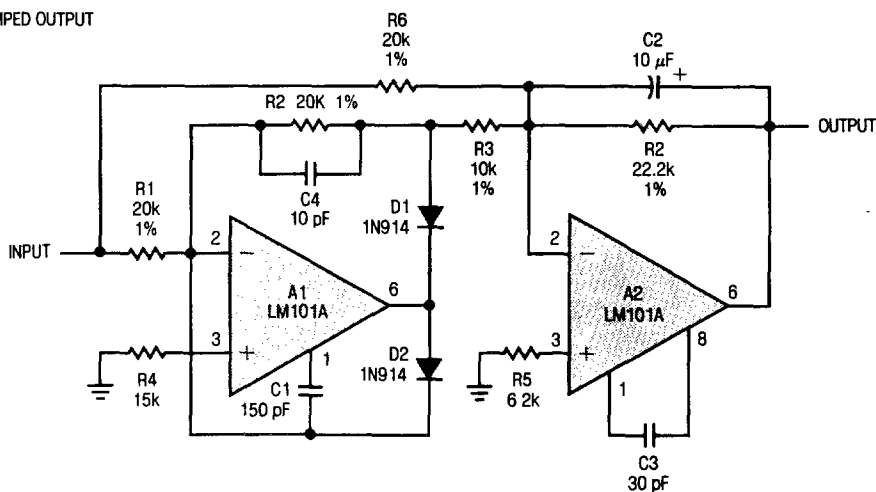 MPED OUTPUT
R6
20k
1%
C2
10 µF
+
R2 20K 1%
OUTPUT
R3
10k
1%
R2
22.2k
1%
C4
10 pF
R1
20k
1%
D1
1N914
INPUT
2
−
2
−
A1
LM101A
6
A2
LM101A
6
3
+
D2
1N914
3
+
8
R4
15k
1
C1
150 pF
R5
6 2k
1
C3
30 pF